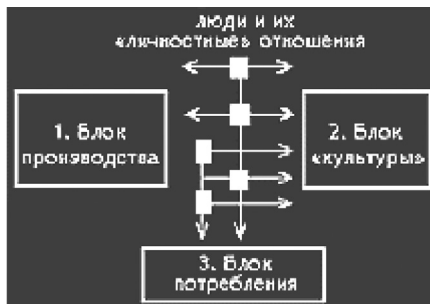 люди и их
«личностные» отношения
1. Блок
производства
2. Блок
«культуры»
3. Блок
потребления